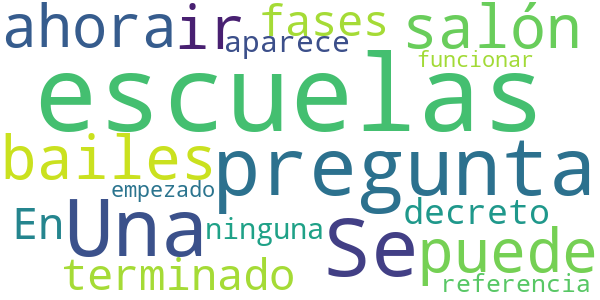 ahora ir fases salón
aparece
funcionar
escuelas
bailes pregunta
empezado
En Una ninguna Se decreto
puede
terminado
referencia